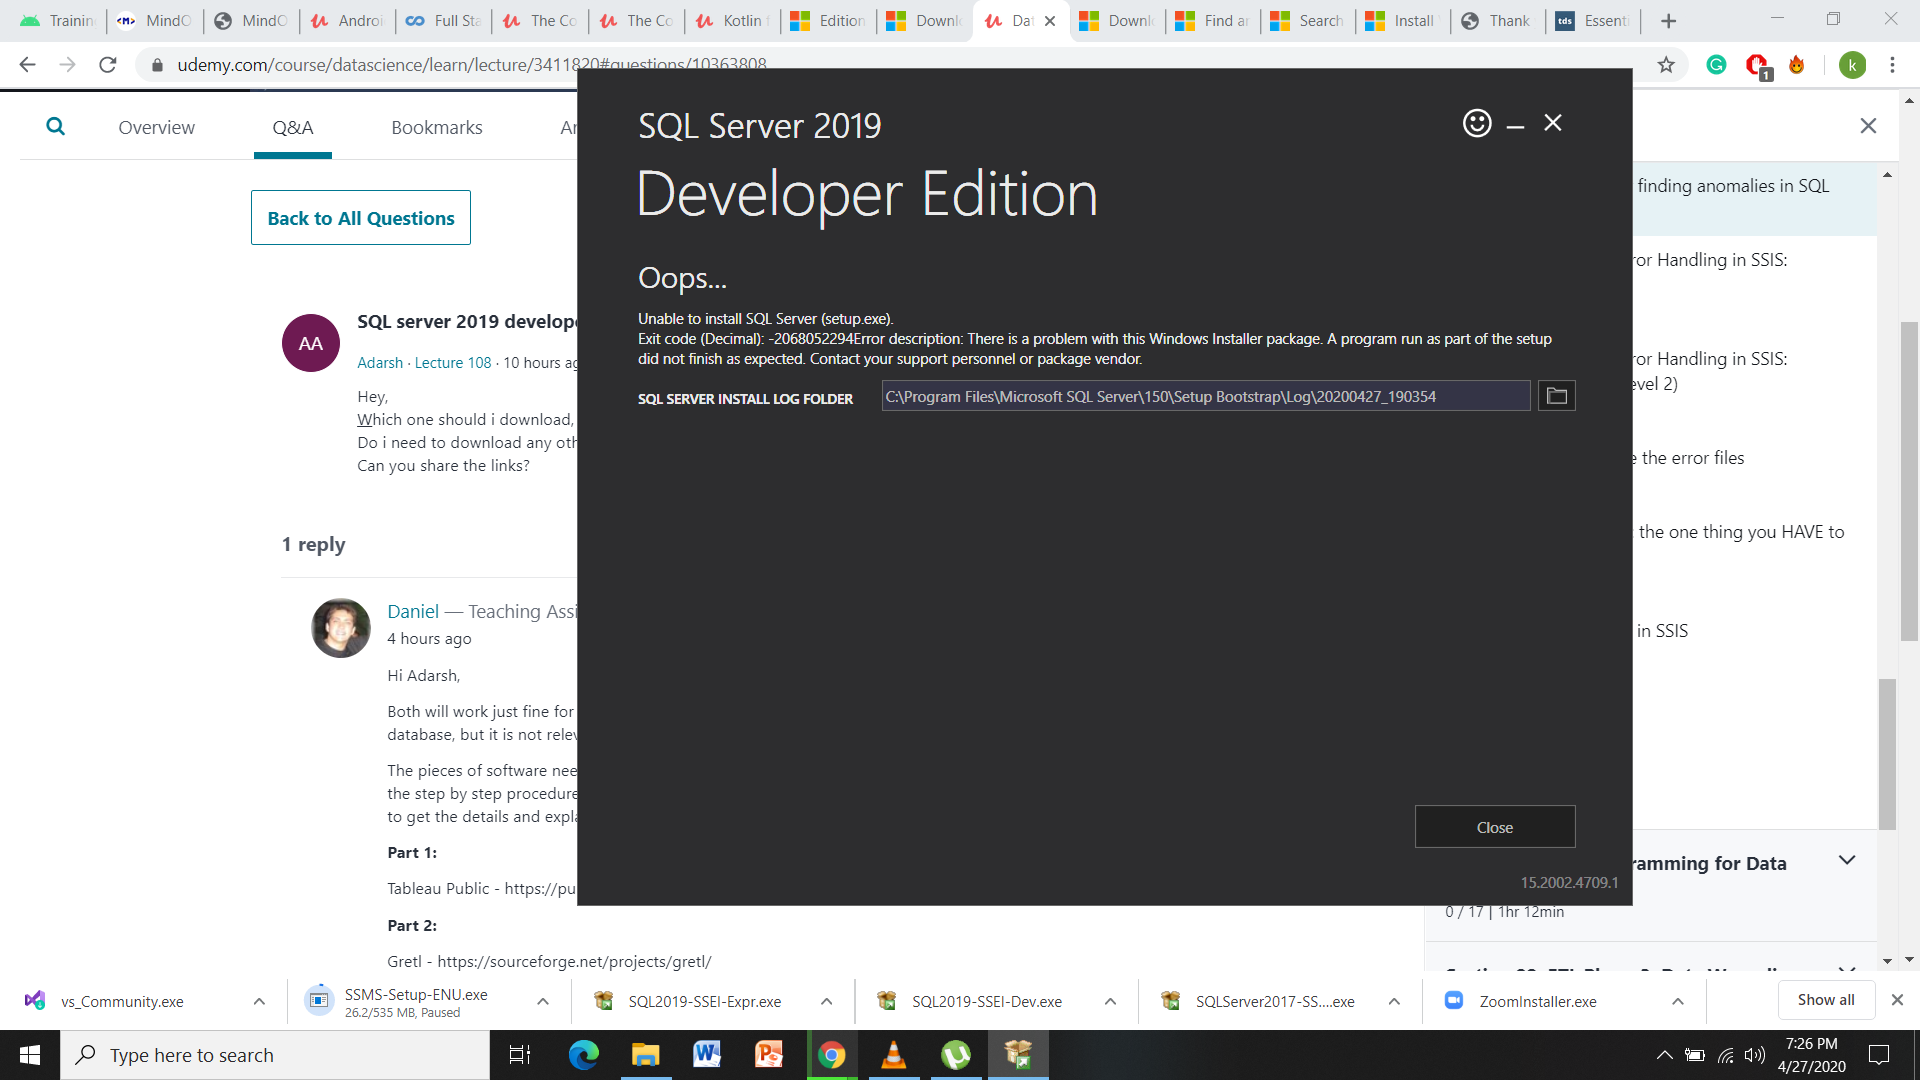 Training
MindO
MindO
Androi
Full Sta
The Co
The Co
Kotlin f
Edition
Downl
Dat
Downl
Find ar
Search
Install
Thank
tds
Essenti
udemy.com/course/datascience/learn/lecture/3411820#questions/10363808
1
k
Overview
Q&A
Bookmarks
Back to All Questions
AA
SQL server 2019 develope
Adarsh · Lecture 108 · 10 hours ag
Hey,
Which one should i download,
Do i need to download any oth
Can you share the links?
1 reply
Daniel — Teaching Assi
4 hours ago
Hi Adarsh,
Both will work just fine for
database, but it is not relev
The pieces of software nee
the step by step procedure
to get the details and expla
Part 1:
Tableau Public - https://pu
Part 2:
Gretl - https://sourceforge.net/projects/gretl/
SQL Server 2019
Developer Edition
Oops...
Unable to install SQL Server (setup.exe).
Exit code (Decimal): -2068052294Error description: There is a problem with this Windows Installer package. A program run as part of the setup
did not finish as expected. Contact your support personnel or package vendor.
SQL SERVER INSTALL LOG FOLDER
C:\Program Files\Microsoft SQL Server\150\Setup Bootstrap\Log\20200427_190354
Close
15.2002.4709.1
finding anomalies in SQL
ror Handling in SSIS:
ror Handling in SSIS:
evel 2)
e the error files
the one thing you HAVE to
in SSIS
ramming for Data
0 / 17 | 1hr 12min
vs_Community.exe
SSMS-Setup-ENU.exe
26.2/535 MB, Paused
SQL2019-SSEI-Expr.exe
SQL2019-SSEI-Dev.exe
SQLServer2017-SS....exe
ZoomInstaller.exe
Show all
Type here to search
7:26 PM
4/27/2020